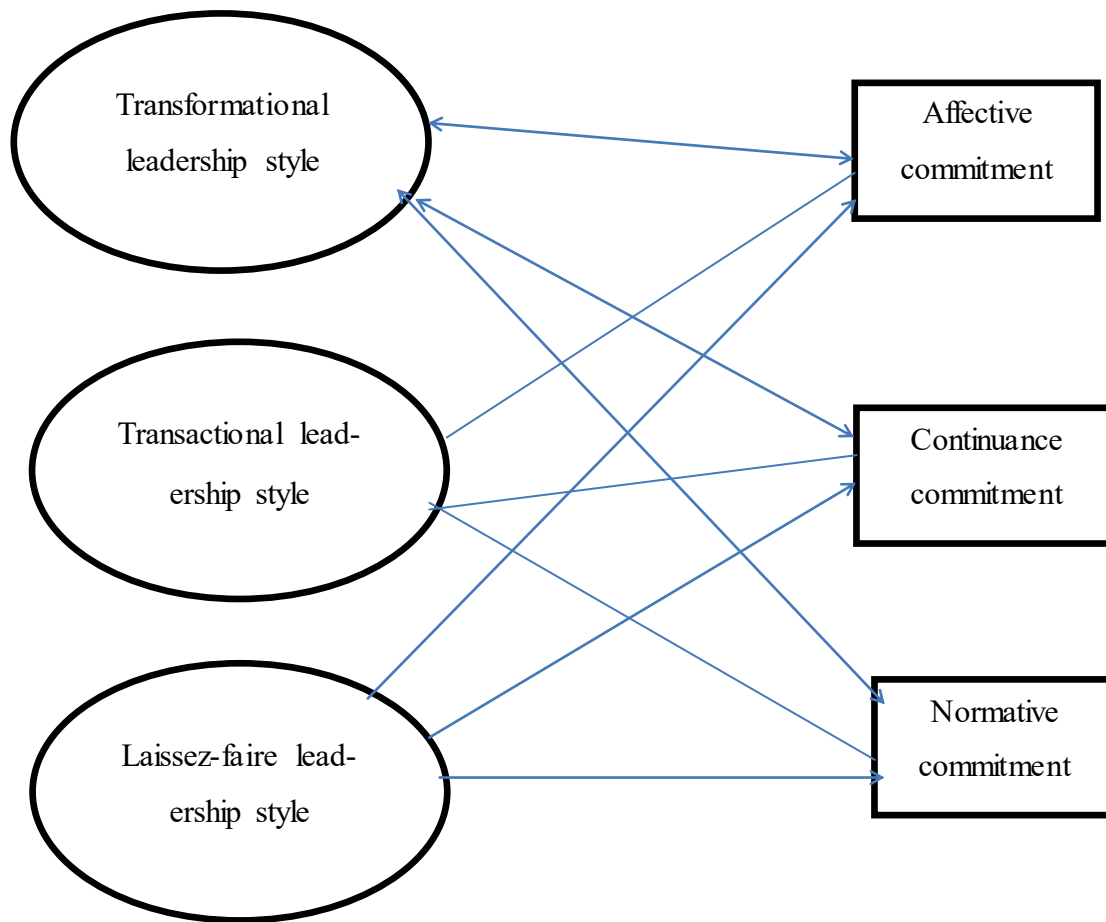 Transformational
leadership style
Affective
commitment
Transactional lead-
ership style
Continuance
commitment
Laissez-faire lead-
ership style
Normative
commitment